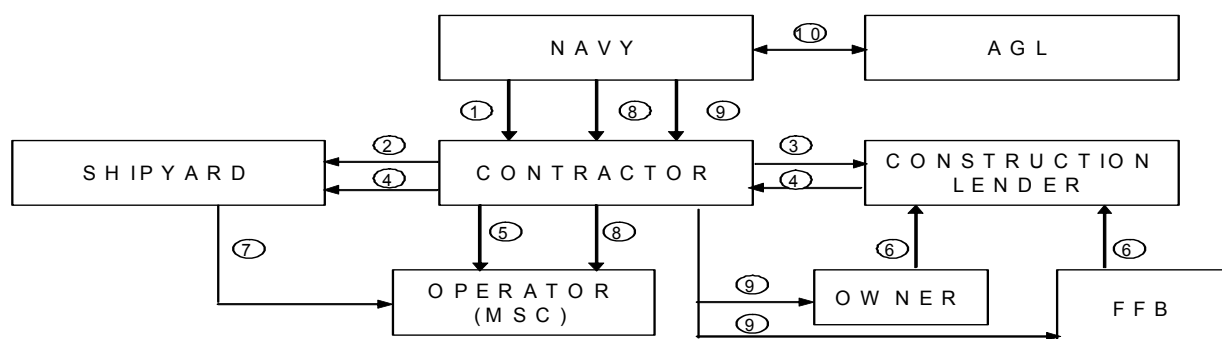 NAVY
10
AGL
1
8
9
SHIPYARD
2
4
CONTRACTOR
3
4
CONSTRUCTION
LENDER
7
5
8
6
6
OPERATOR
(MSC)
9
OWNER
9
FFB